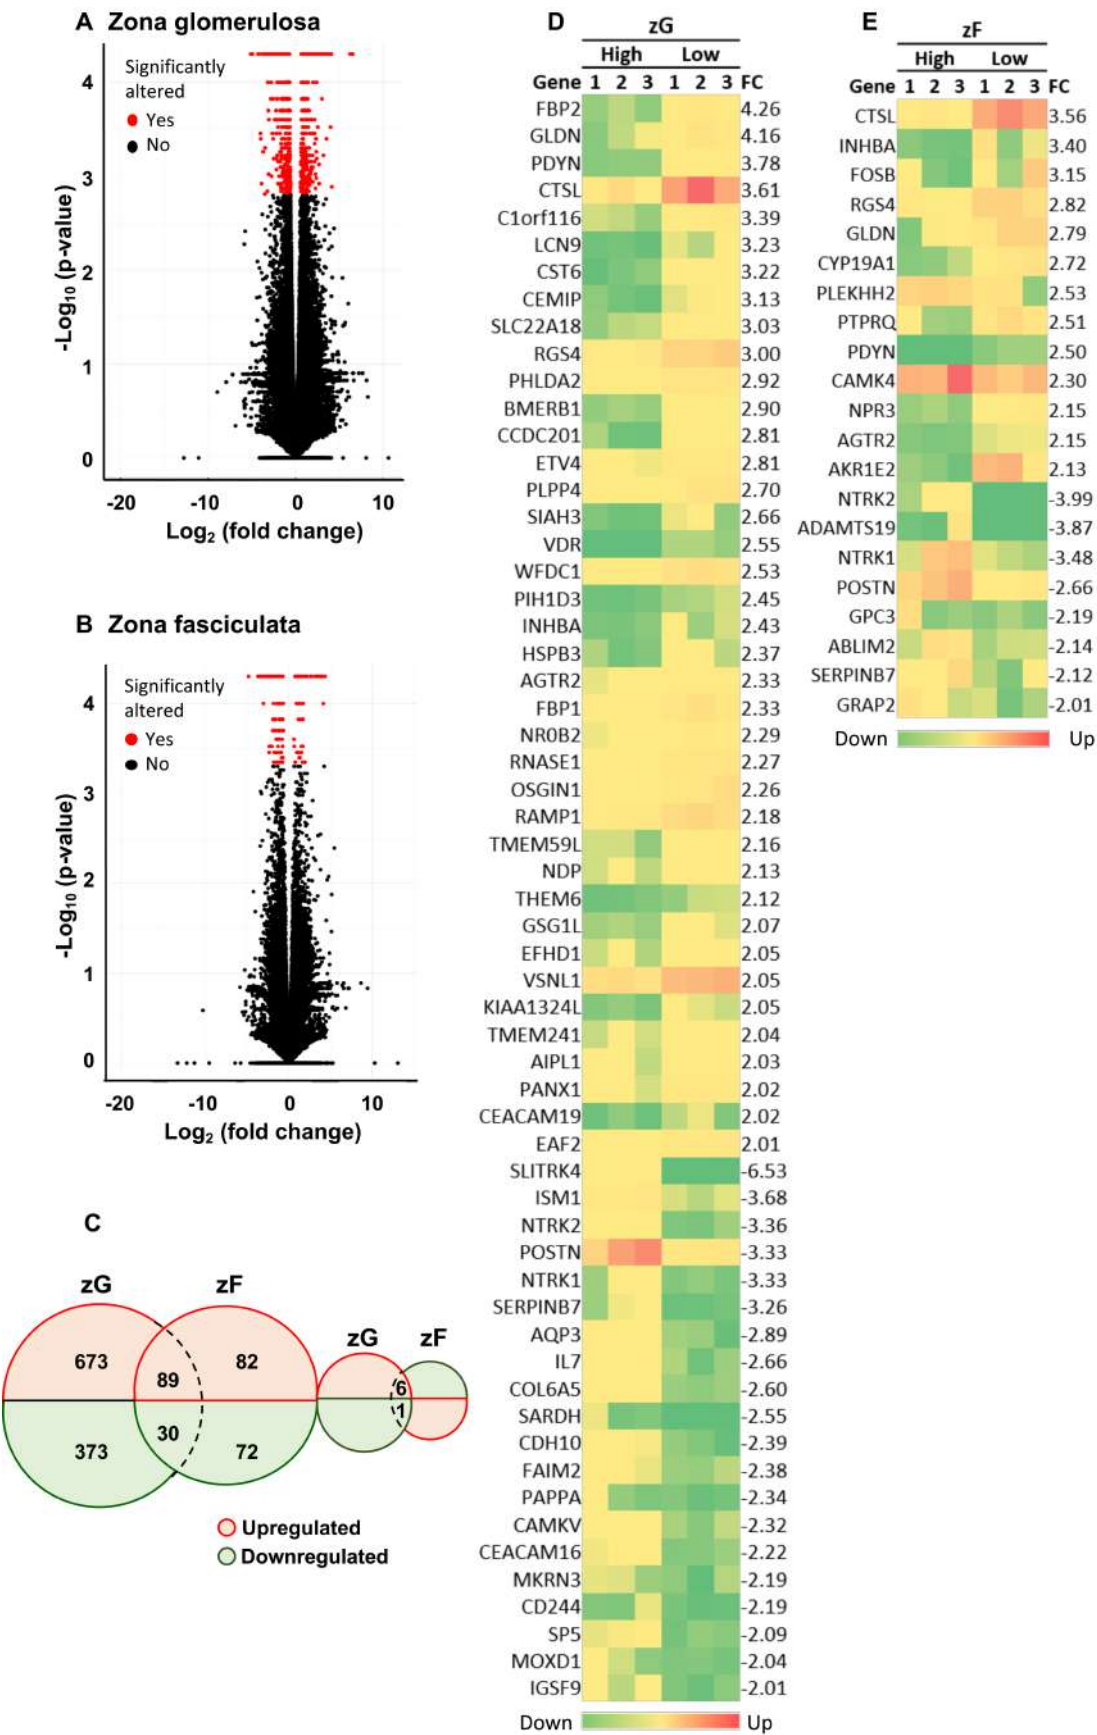 A Zona glomerulosa
Significantly
altered
Yes
No
4
3
2
1
0
-Log10 (p-value)
-20 -10 0 10
Log2 (fold change)
B Zona fasciculata
Significantly
altered
Yes
No
4
3
2
1
0
-Log10 (p-value)
-20 -10 0 10
Log2 (fold change)
C
zG zF
673 89 82
373 30 72
zG zF
6
1
Upregulated
Downregulated
D
zG
High Low
Gene 1 2 3 1 2 3 FC
FBP2 4.26
GLDN 4.16
PDYN 3.78
CTSL 3.61
C1orf116 3.39
LCN9 3.23
CST6 3.22
CEMIP 3.13
SLC22A18 3.03
RGS4 3.00
PHLDA2 2.92
BMERB1 2.90
CCDC201 2.81
ETV4 2.81
PLPP4 2.70
SIAH3 2.66
VDR 2.55
WFDC1 2.53
PIH1D3 2.45
INHBA 2.43
HSPB3 2.37
AGTR2 2.33
FBP1 2.33
NR0B2 2.29
RNASE1 2.27
OSGIN1 2.26
RAMP1 2.18
TMEM59L 2.16
NDP 2.13
THEM6 2.12
GSG1L 2.07
EFHD1 2.05
VSNL1 2.05
KIAA1324L 2.05
TMEM241 2.04
AIPL1 2.03
PANX1 2.02
CEACAM19 2.02
EAF2 2.01
SLITRK4 -6.53
ISM1 -3.68
NTRK2 -3.36
POSTN -3.33
NTRK1 -3.33
SERPINB7 -3.26
AQP3 -2.89
IL7 -2.66
COL6A5 -2.60
SARDH -2.55
CDH10 -2.39
FAIM2 -2.38
PAPPA -2.34
CAMKV -2.32
CEACAM16 -2.22
MKRN3 -2.19
CD244 -2.19
SP5 -2.09
MOXD1 -2.04
IGSF9 -2.01
Down Up
E
zF
High Low
Gene 1 2 3 1 2 3 FC
CTSL 3.56
INHBA 3.40
FOSB 3.15
RGS4 2.82
GLDN 2.79
CYP19A1 2.72
PLEKHH2 2.53
PTPRQ 2.51
PDYN 2.50
CAMK4 2.30
NPR3 2.15
AGTR2 2.15
AKR1E2 2.13
NTRK2 -3.99
ADAMTS19 -3.87
NTRK1 -3.48
POSTN -2.66
GPC3 -2.19
ABLIM2 -2.14
SERPINB7 -2.12
GRAP2 -2.01
Down Up